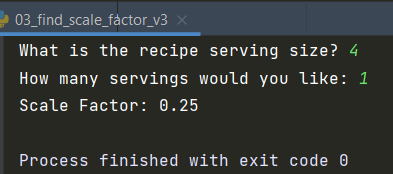 03_find_scale_factor_v3
What is the recipe serving size? 4
How many servings would you like: 1
Scale Factor: 0.25
Process finished with exit code 0